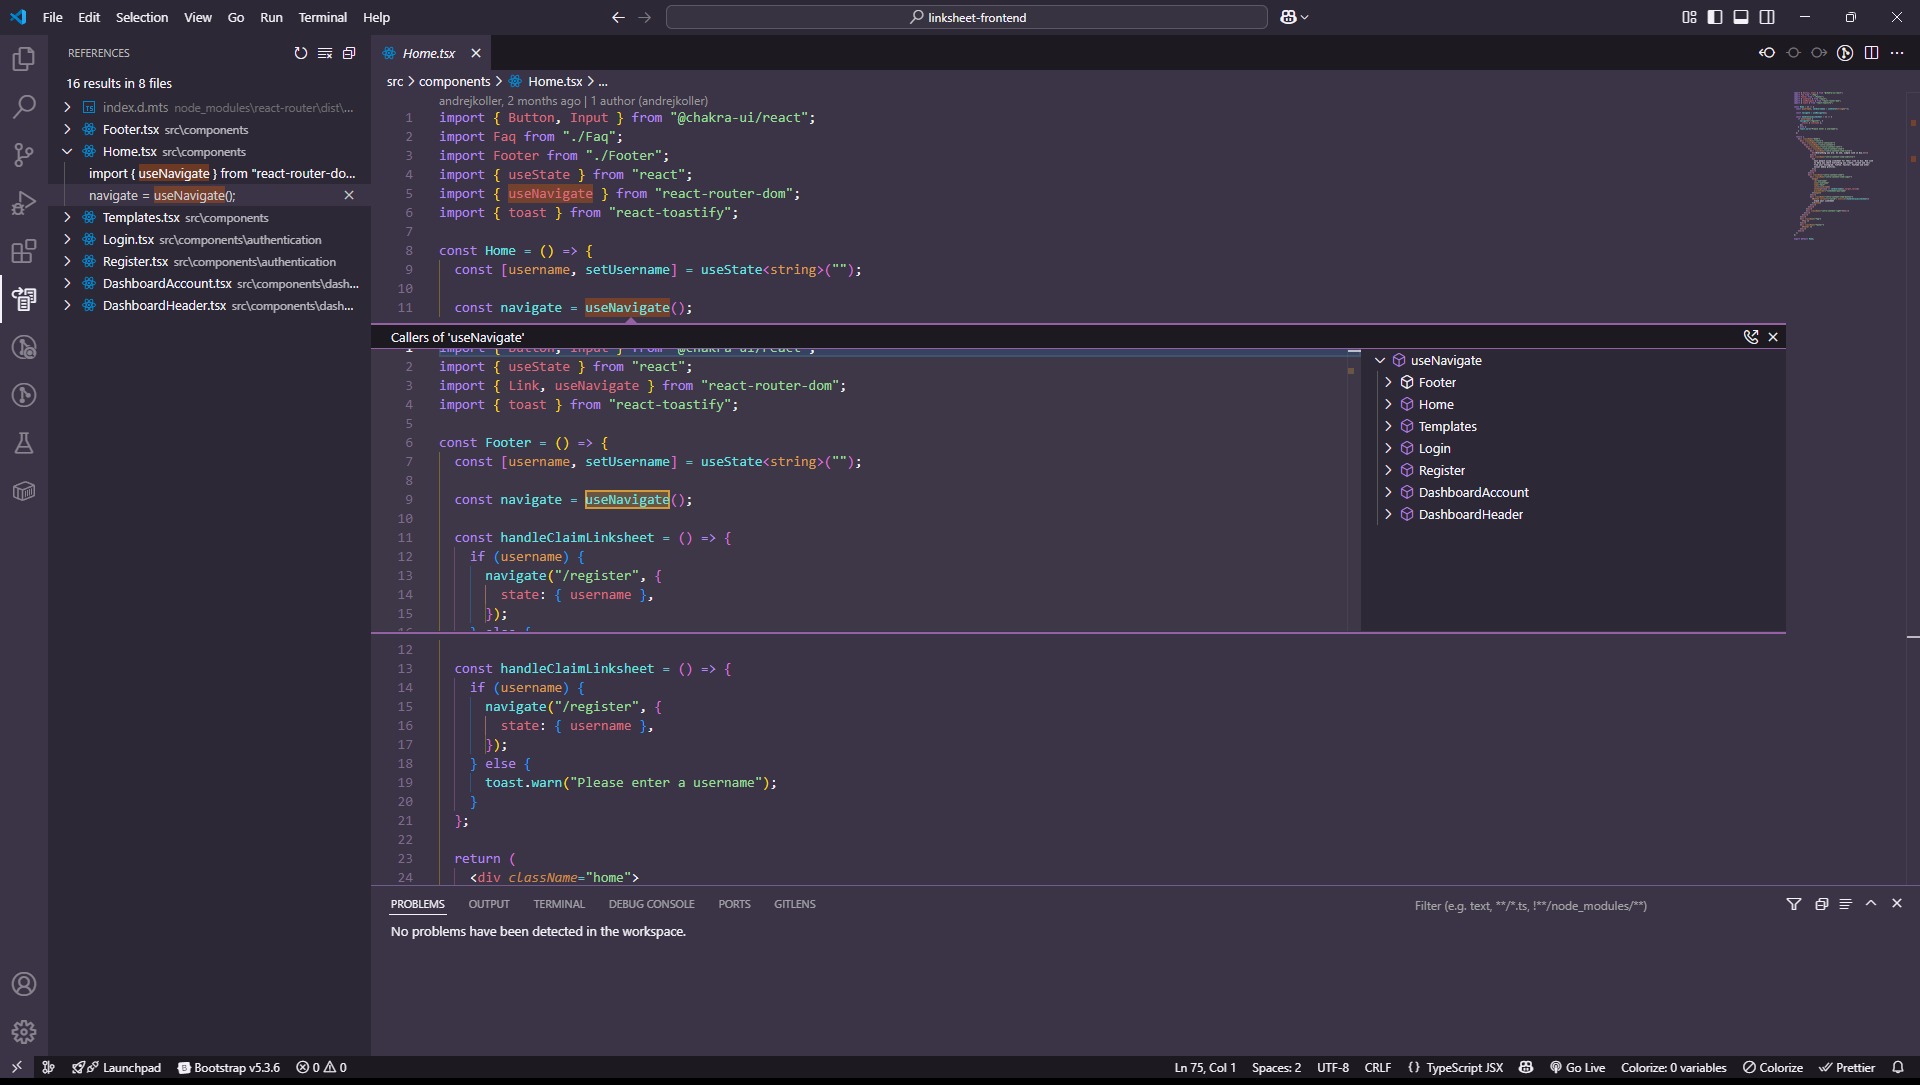 File Edit Selection View Go Run Terminal Help
linksheet-frontend
REFERENCES
16 results in 8 files
index.d.mts node_modules\react-router\dist\...
Footer.tsx src\components
Home.tsx src\components
import { useNavigate } from "react-router-do...
navigate = useNavigate();
Templates.tsx src\components
Login.tsx src\components\authentication
Register.tsx src\components\authentication
DashboardAccount.tsx src\components\dash...
DashboardHeader.tsx src\components\dash...
Home.tsx
src > components > Home.tsx > ...
andrejkoller, 2 months ago | 1 author (andrejkoller)
1 import { Button, Input } from "@chakra-ui/react";
2 import Faq from "./Faq";
3 import Footer from "./Footer";
4 import { useState } from "react";
5 import { useNavigate } from "react-router-dom";
6 import { toast } from "react-toastify";
7
8 const Home = () => {
9 const [username, setUsername] = useState<string>("");
10
11 const navigate = useNavigate();
Callers of 'useNavigate'
1 import { Button, Input } from "@chakra-ui/react";
2 import { useState } from "react";
3 import { Link, useNavigate } from "react-router-dom";
4 import { toast } from "react-toastify";
5
6 const Footer = () => {
7 const [username, setUsername] = useState<string>("");
8
9 const navigate = useNavigate();
10
11 const handleClaimLinksheet = () => {
12 if (username) {
13 navigate("/register", {
14 state: { username },
15 });
16 } else {
useNavigate
Footer
Home
Templates
Login
Register
DashboardAccount
DashboardHeader
12
13 const handleClaimLinksheet = () => {
14 if (username) {
15 navigate("/register", {
16 state: { username },
17 });
18 } else {
19 toast.warn("Please enter a username");
20 }
21 };
22
23 return (
24 <div className="home">
PROBLEMS OUTPUT TERMINAL DEBUG CONSOLE PORTS GITLENS
Filter (e.g. text, **/*.ts, !**/node_modules/**)
No problems have been detected in the workspace.
Launchpad Bootstrap v5.3.6 0 0 Ln 75, Col 1 Spaces: 2 UTF-8 CRLF {} TypeScript JSX Go Live Colorize: 0 variables Colorize Prettier